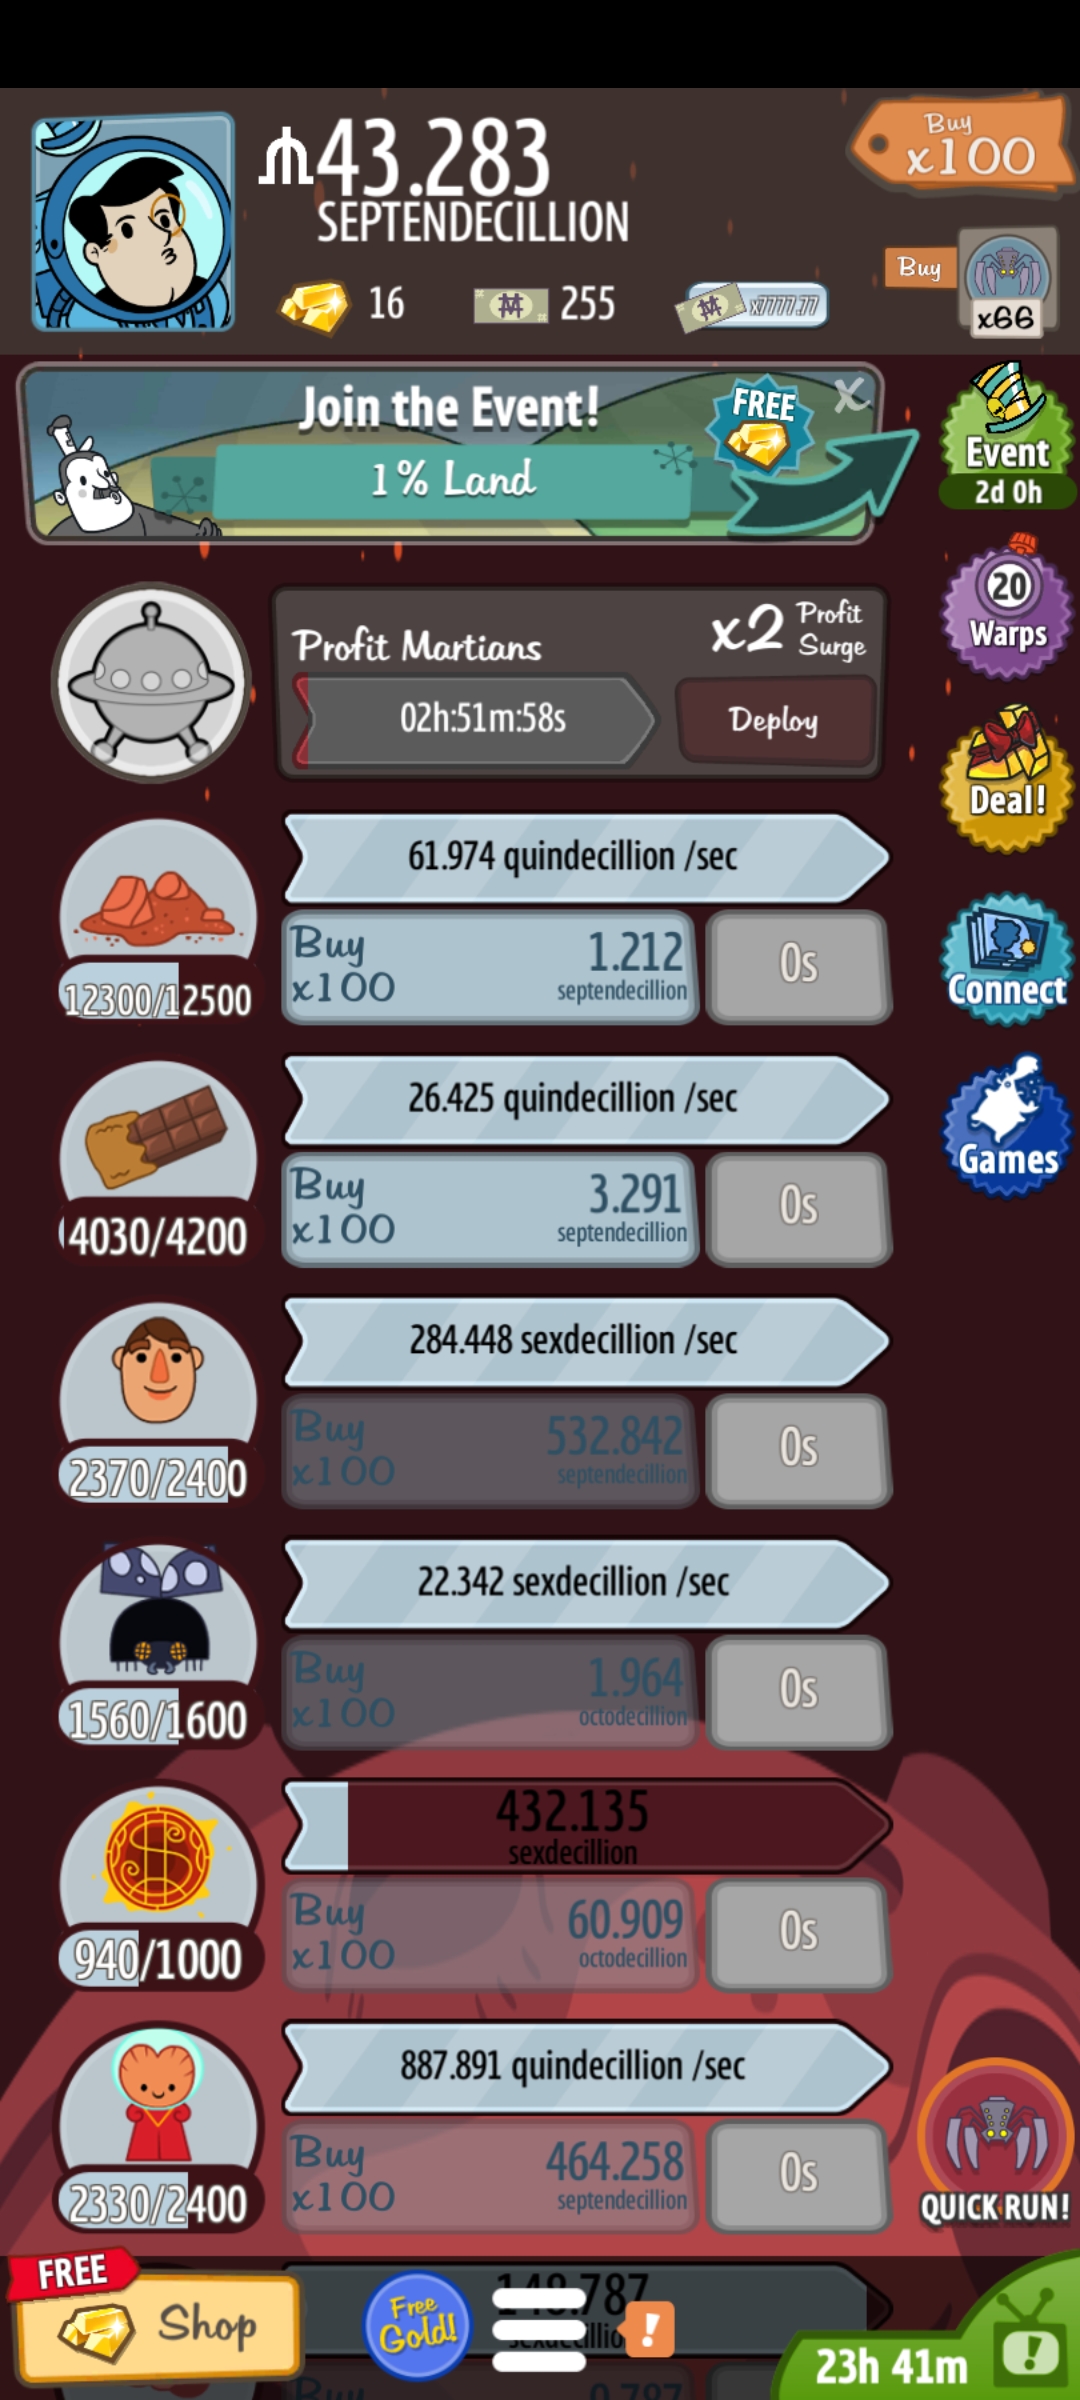 43.283
SEPTENDECILLION
Buy
x100
16
255
x7777.77
Buy
x66
Join the Event!
FREE
X
1% Land
Event
2d 0h
Profit Martians
x2 Profit
Surge
02h:51m:58s
Deploy
20
Warps
Deal!
61.974 quindecillion /sec
12300/12500
Buy
x100
1.212
septendecillion
0s
Connect
26.425 quindecillion /sec
4030/4200
Buy
x100
3.291
septendecillion
0s
Games
284.448 sexdecillion /sec
2370/2400
Buy
x100
532.842
septendecillion
0s
22.342 sexdecillion /sec
1560/1600
Buy
x100
1.964
octodecillion
0s
432.135
sexdecillion
940/1000
Buy
x100
60.909
octodecillion
0s
887.891 quindecillion /sec
2330/2400
Buy
x100
464.258
septendecillion
0s
QUICK RUN!
FREE
Shop
Free
Gold!
!
23h 41m
!